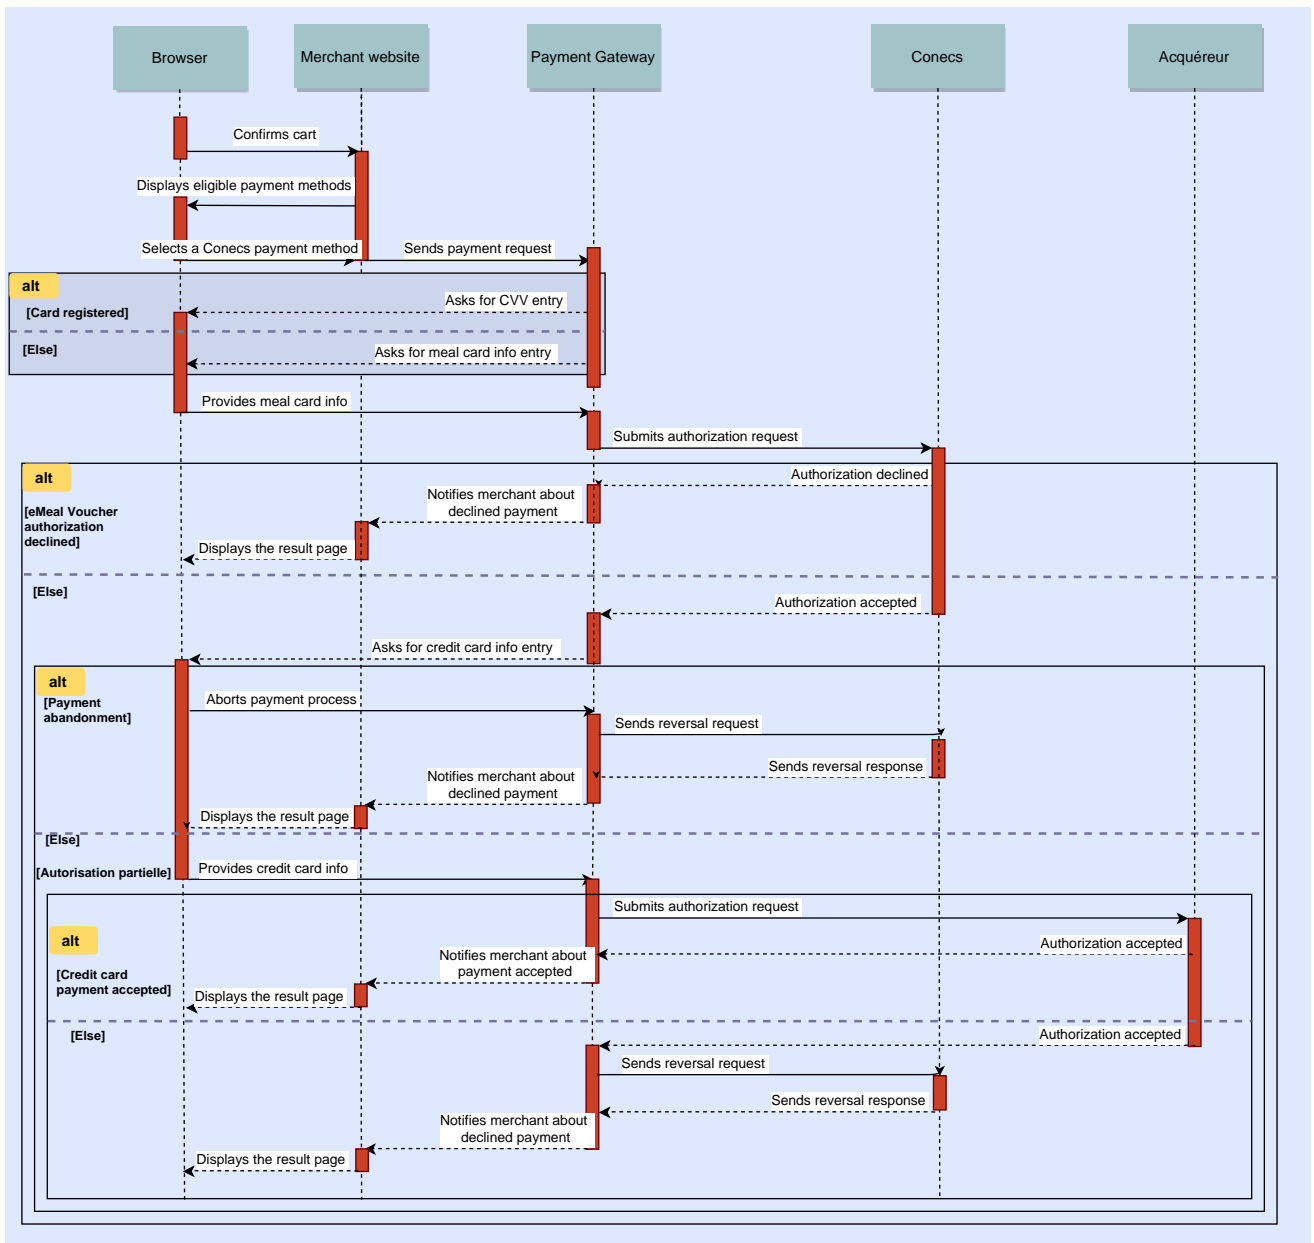 Browser
Merchant website
Payment Gateway
Conecs
Acquéreur
Confirms cart
Displays eligible payment methods
Selects a Conecs payment method
Sends payment request
alt
[Card registered]
Asks for CVV entry
[Else]
Asks for meal card info entry
Provides meal card info
Submits authorization request
alt
Authorization declined
[eMeal Voucher
authorization
declined]
Notifies merchant about
declined payment
Displays the result page
[Else]
Authorization accepted
Asks for credit card info entry
alt
[Payment
abandonment]
Aborts payment process
Sends reversal request
Sends reversal response
Notifies merchant about
declined payment
Displays the result page
[Else]
[Autorisation partielle]
Provides credit card info
Submits authorization request
alt
Authorization accepted
Notifies merchant about
payment accepted
[Credit card
payment accepted]
Displays the result page
[Else]
Authorization accepted
Sends reversal request
Sends reversal response
Notifies merchant about
declined payment
Displays the result page